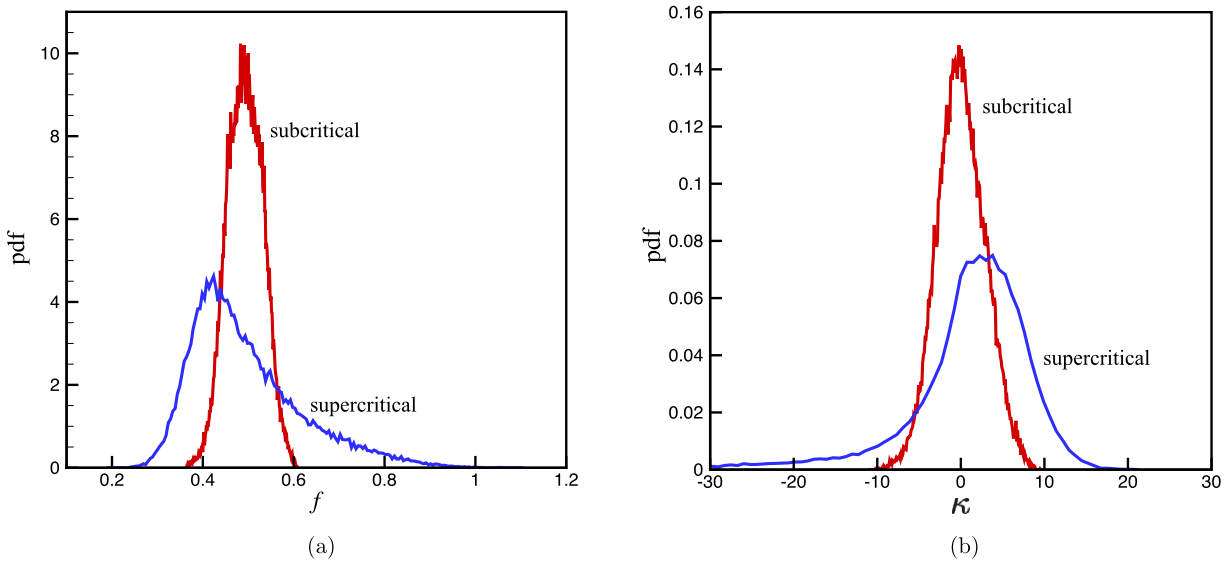 pdf
10
8
6
4
2
0
subcritical
supercritical
0.2
0.4
0.6
0.8
1
1.2
f
(a)
pdf
0.16
0.14
0.12
0.1
0.08
0.06
0.04
0.02
0
subcritical
supercritical
-30
-20
-10
0
10
20
30
κ
(b)